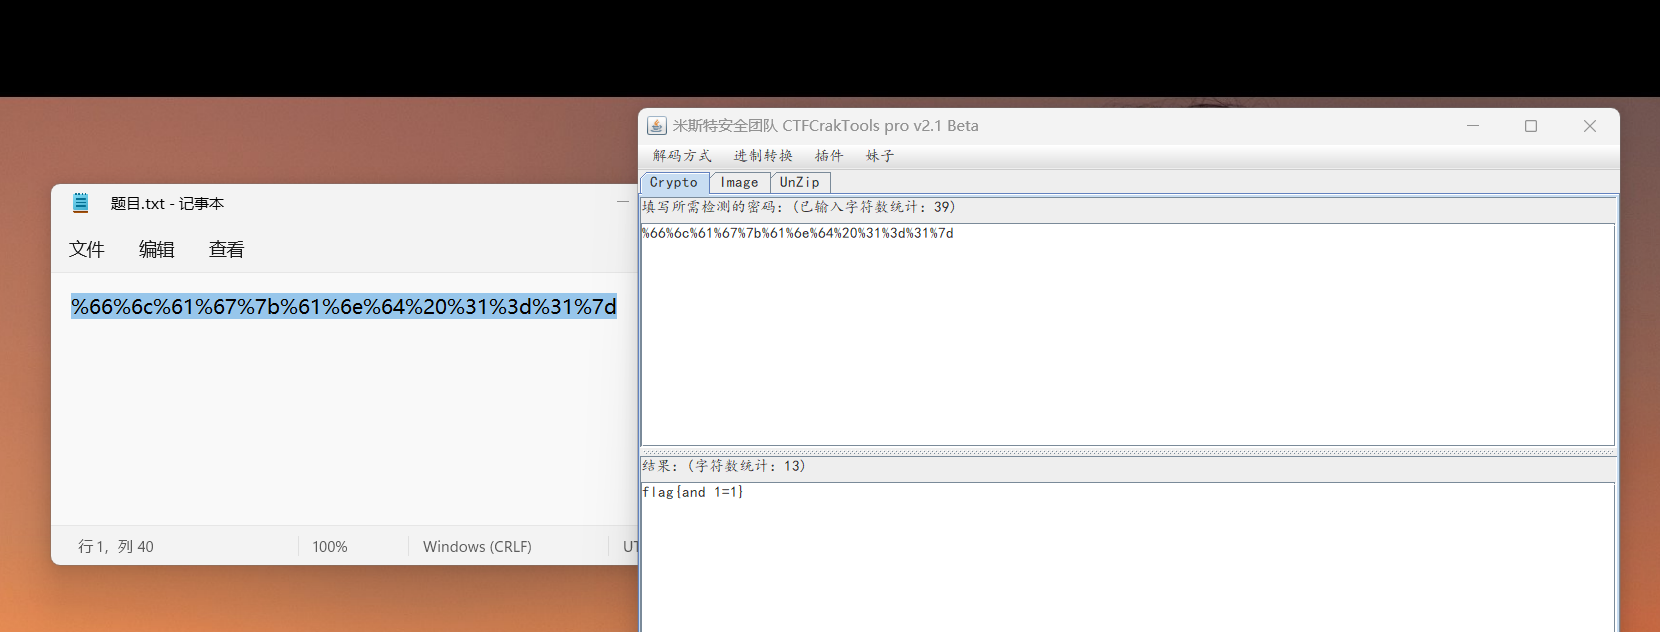 题目.txt - 记事本
文件 编辑 查看
%66%6c%61%67%7b%61%6e%64%20%31%3d%31%7d
行 1，列 40 100% Windows (CRLF) UT
米斯特安全团队 CTFCrakTools pro v2.1 Beta
解码方式 进制转换 插件 妹子
Crypto Image UnZip
填写所需检测的密码：(已输入字符数统计：39)
%66%6c%61%67%7b%61%6e%64%20%31%3d%31%7d
结果：(字符数统计：13)
flag{and 1=1}